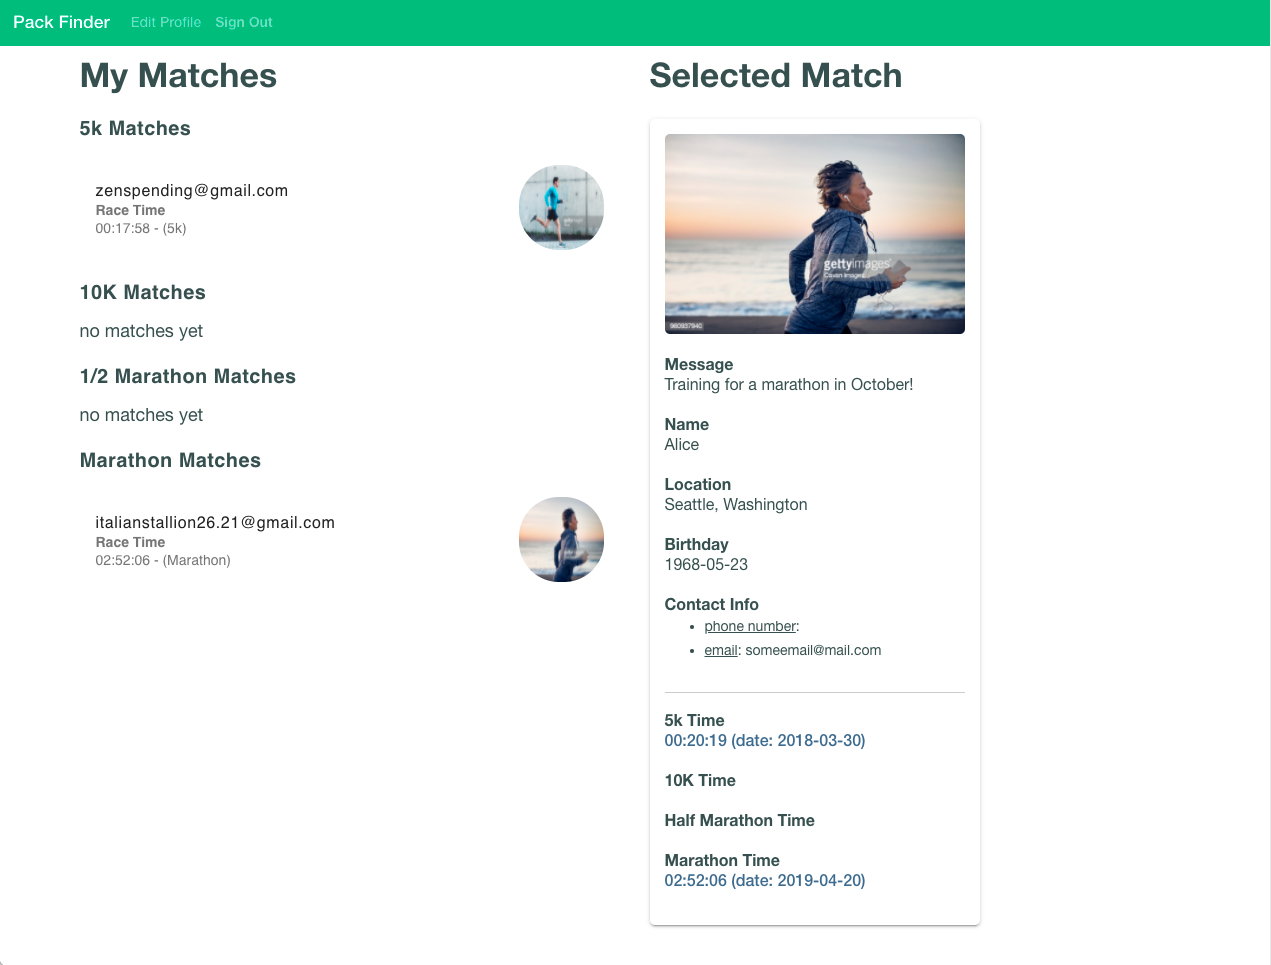 Pack Finder Edit Profile Sign Out
My Matches
5k Matches
zenspending@gmail.com
Race Time
00:17:58 - (5k)
10K Matches
no matches yet
1/2 Marathon Matches
no matches yet
Marathon Matches
italianstallion26.21@gmail.com
Race Time
02:52:06 - (Marathon)
Selected Match
gettyimages®
Cavan Images
960937840
Message
Training for a marathon in October!
Name
Alice
Location
Seattle, Washington
Birthday
1968-05-23
Contact Info
• phone number:
• email: someemail@mail.com
5k Time
00:20:19 (date: 2018-03-30)
10K Time
Half Marathon Time
Marathon Time
02:52:06 (date: 2019-04-20)